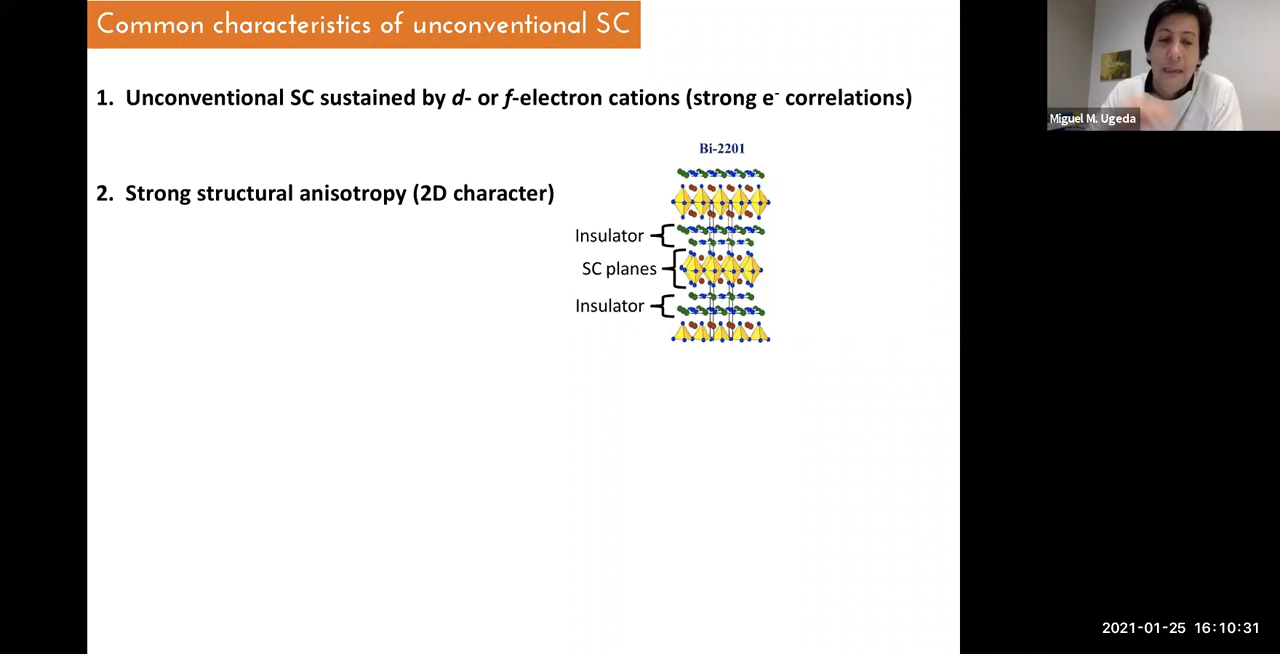 Common characteristics of unconventional SC
1. Unconventional SC sustained by d- or f-electron cations (strong e- correlations)
Miguel M. Ugeda
Bi-2201
2. Strong structural anisotropy (2D character)
Insulator
SC planes
Insulator
2021-01-25 16:10:31